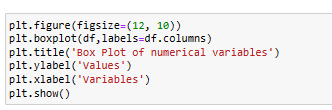 plt.figure(figsize=(12, 10))
plt.boxplot(df,labels=df.columns)
plt.title('Box Plot of numerical variables')
plt.ylabel('Values')
plt.xlabel('Variables')
plt.show()